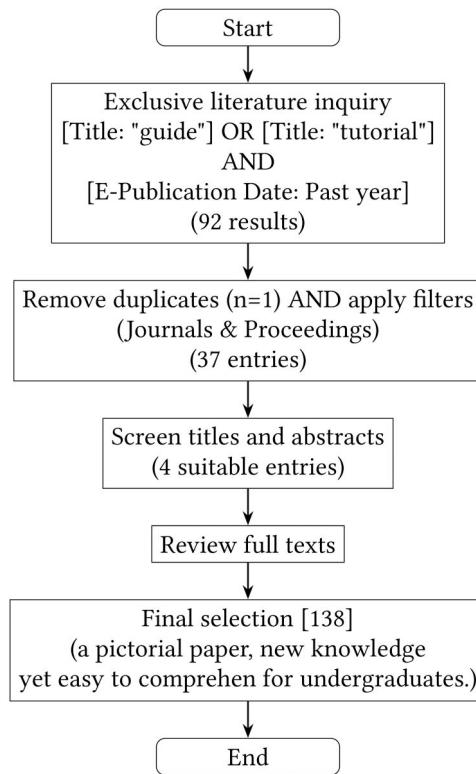 Start
Exclusive literature inquiry
[Title: "guide"] OR [Title: "tutorial"]
AND
[E-Publication Date: Past year]
(92 results)
Remove duplicates (n=1) AND apply filters
(Journals & Proceedings)
(37 entries)
Screen titles and abstracts
(4 suitable entries)
Review full texts
Final selection [138]
(a pictorial paper, new knowledge
yet easy to comprehen for undergraduates.)
End